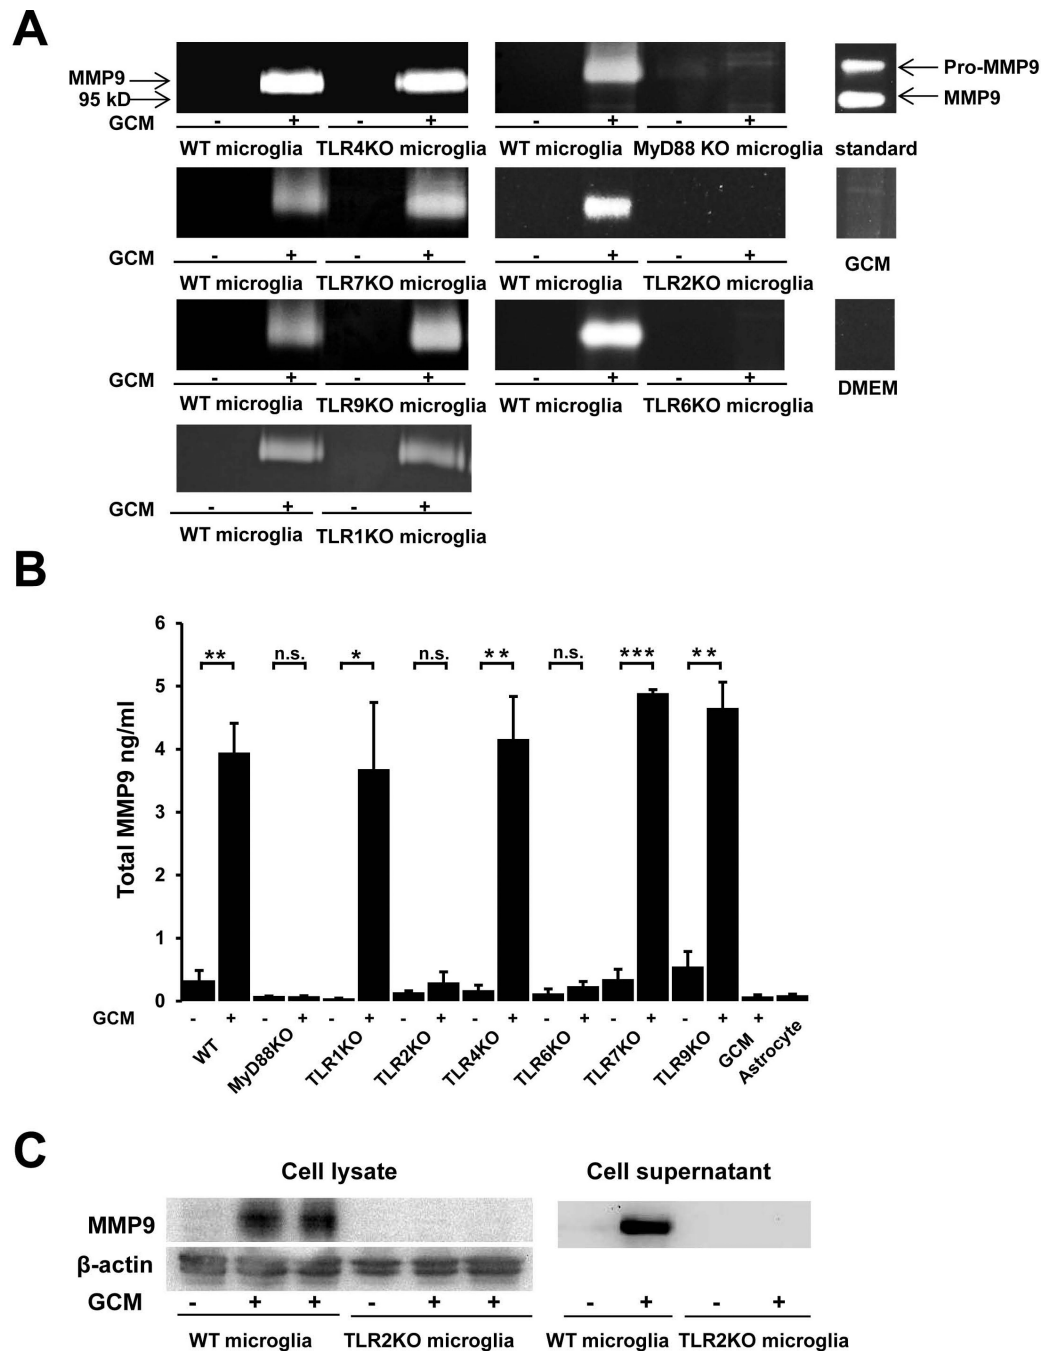 A
MMP9
95 kD
Pro-MMP9
MMP9
GCM - + - + - +  - +
WT microglia TLR4KO microglia WT microglia MyD88 KO microglia standard
GCM - + - + - + - +
GCM
WT microglia TLR7KO microglia WT microglia TLR2KO microglia
GCM - + - + - + - +
DMEM
WT microglia TLR9KO microglia WT microglia TLR6KO microglia
GCM - + - +
WT microglia TLR1KO microglia
B
Total MMP9 ng/ml
6
5
4
3
2
1
0
** n.s. * n.s. ** n.s. *** **
GCM - + - + - + - + - + - + - + - + +
WT MyD88KO TLR1KO TLR2KO TLR4KO TLR6KO TLR7KO TLR9KO GCM Astrocyte
C
Cell lysate Cell supernatant
MMP9
β-actin
GCM - + + - + + - + - +
WT microglia TLR2KO microglia WT microglia TLR2KO microglia